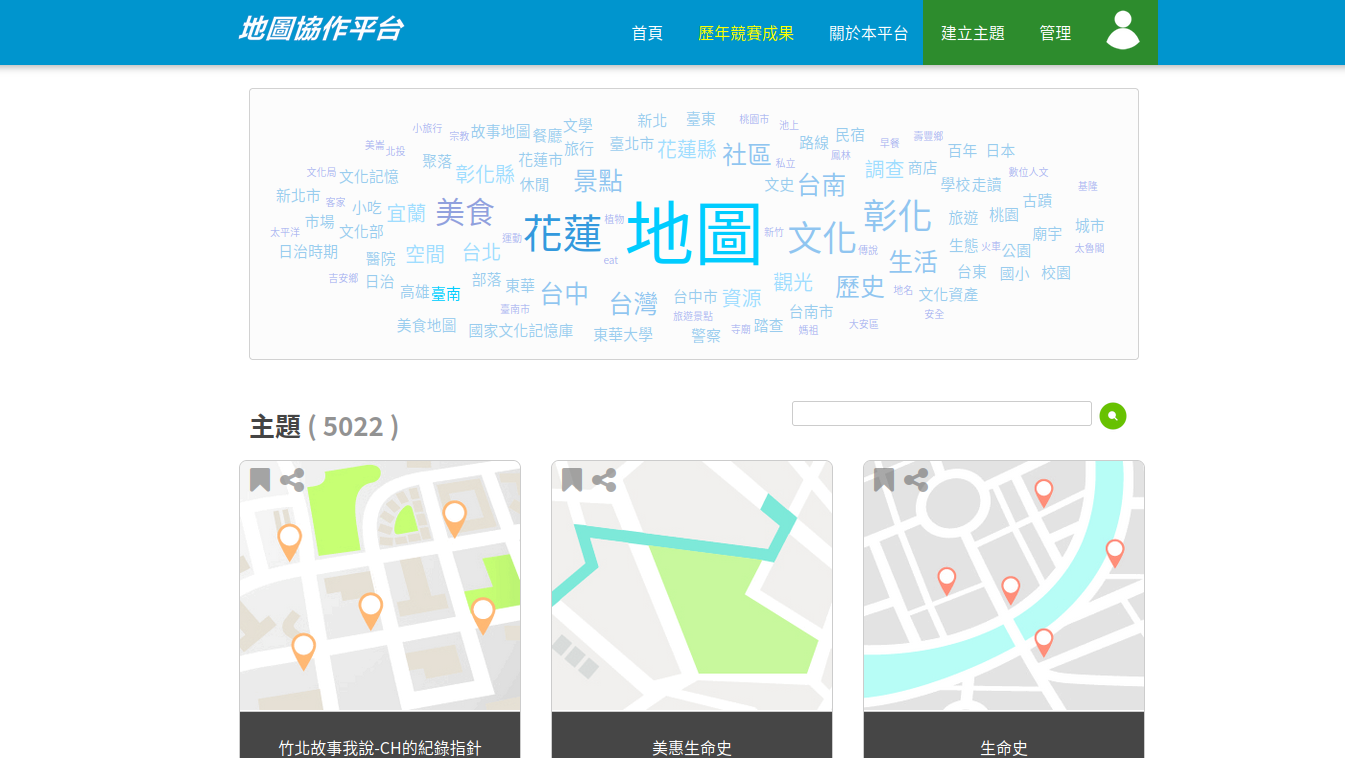 地圖協作平台
首頁 歷年競賽成果 關於本平台 建立主題 管理
新北 臺東 桃園市 池上
小旅行 宗教 故事地圖 餐廳 文學 路線 民宿 早餐 壽豐鄉
美崙 北投 花蓮市 旅行 臺北市 花蓮縣 社區 私立 鳳林 百年 日本
文化局 文化記憶 聚落 彰化縣 休閒 景點 文史 台南 調查 商店 學校 走讀 數位人文 基隆
新北市 客家 小吃 宜蘭 美食 古蹟
太平洋 市場 文化部 運動 花蓮 植物 地圖 新竹 文化 彰化 旅遊 桃園 廟宇 城市
日治時期 醫院 空間 台北 eat 傳說 生活 生態 火車 公園 太魯閣
吉安鄉 日治 部落 東華 觀光 歷史 台東 國小 校園
高雄 臺南 台中 台灣 台中市 資源 地名 文化資產
臺南市 旅遊景點 台南市 安全
美食地圖 國家文化記憶庫 東華大學 警察 寺廟 踏查 媽祖 大安區
主題 ( 5022 )
竹北故事我說-CH的紀錄指針
美惠生命史
生命史